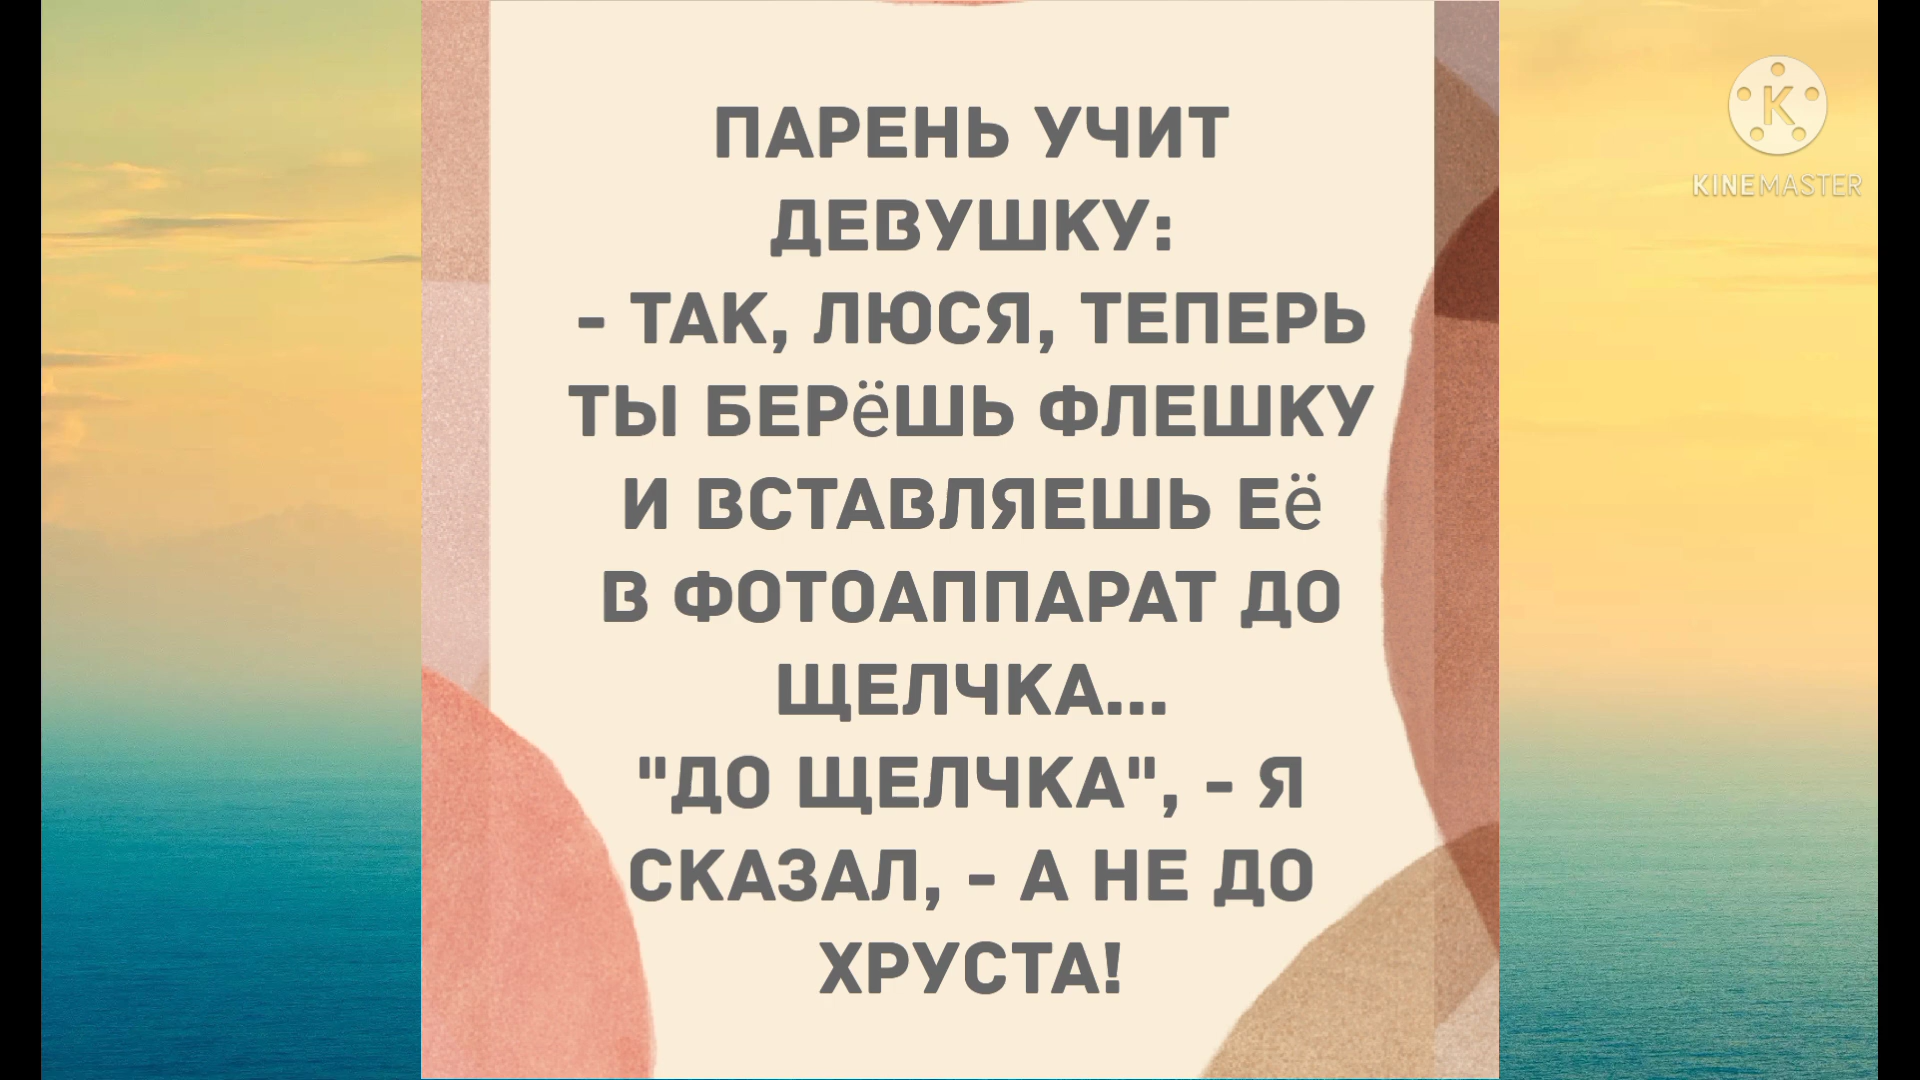 ПАРЕНЬ УЧИТ
ДЕВУШКУ:
- ТАК, ЛЮСЯ, ТЕПЕРЬ
ТЫ БЕРёШЬ ФЛЕШКУ
И ВСТАВЛЯЕШЬ ЕЁ
В ФОТОАППАРАТ ДО
ЩЕЛЧКА...
"ДО ЩЕЛЧКА", - Я
СКАЗАЛ, - А НЕ ДО
ХРУСТА!
K
KINEMASTER